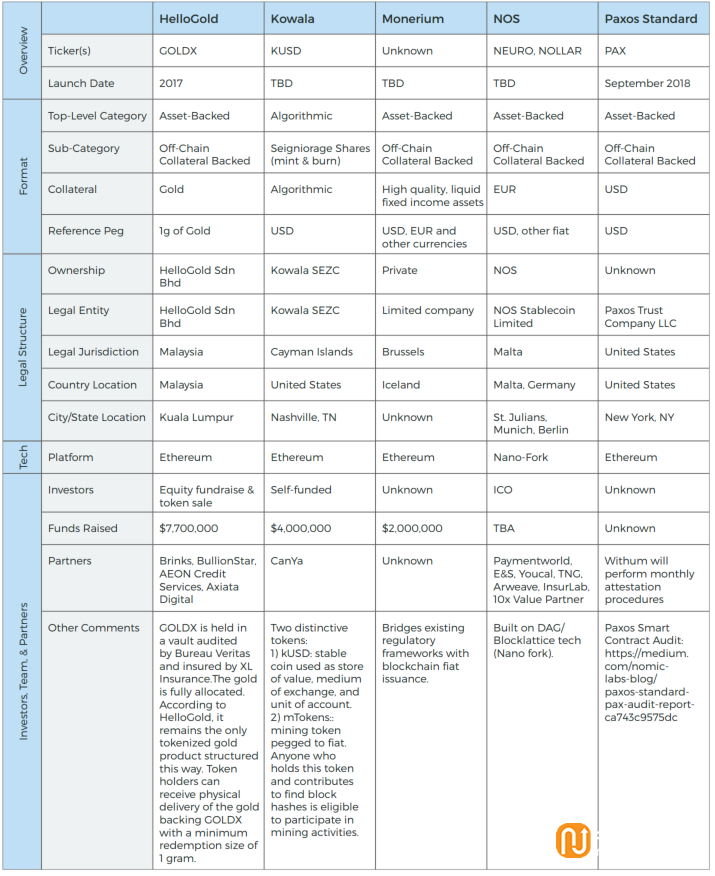 HelloGold Kowala Monerium NOS Paxos Standard
Overview
Ticker(s) GOLDX KUSD Unknown NEURO, NOLLAR PAX
Launch Date 2017 TBD TBD TBD September 2018
Format
Top-Level Category Asset-Backed Algorithmic Asset-Backed Asset-Backed Asset-Backed
Sub-Category Off-Chain Seigniorage Shares Off-Chain Off-Chain Off-Chain
Collateral Backed (mint & burn) Collateral Backed Collateral Backed Collateral Backed
Collateral Gold Algorithmic High quality, liquid EUR USD
fixed income assets
Reference Peg 1g of Gold USD USD, EUR and USD, other fiat USD
other currencies
Legal Structure
Ownership HelloGold Sdn Kowala SEZC Private NOS Unknown
Bhd
Legal Entity HelloGold Sdn Kowala SEZC Limited company NOS Stablecoin Paxos Trust
Bhd Limited Company LLC
Legal Jurisdiction Malaysia Cayman Islands Brussels Malta United States
Country Location Malaysia United States Iceland Malta, Germany United States
City/State Location Kuala Lumpur Nashville, TN Unknown St. Julians, New York, NY
Munich, Berlin
Tech
Platform Ethereum Ethereum Ethereum Nano-Fork Ethereum
Investors, Team, & Partners
Investors Equity fundraise & Self-funded Unknown ICO Unknown
token sale
Funds Raised $7,700,000 $4,000,000 $2,000,000 TBA Unknown
Partners Brinks, BullionStar, CanYa Unknown Paymentworld, Withum will
AEON Credit E&S, Youcal, TNG, perform monthly
Services, Axiata Arweave, InsurLab, attestation
Digital 10x Value Partner procedures
Other Comments GOLDX is held in Two distinctive Bridges existing Built on DAG/ Paxos Smart
a vault audited tokens: regulatory Blocklattice tech Contract Audit:
by Bureau Veritas 1) kUSD: stable frameworks with (Nano fork). https://medium.
and insured by XL coin used as store blockchain fiat com/nomic-
Insurance.The gold of value, medium issuance. labs-blog/
is fully allocated. of exchange, and paxos-standard-
According to unit of account. pax-audit-report-
HelloGold, it 2) mTokens:: ca743c9575dc
remains the only mining token
tokenized gold pegged to fiat.
product structured Anyone who
this way. Token holds this token
holders can and contributes
receive physical to find block
delivery of the gold hashes is eligible
backing GOLDX to participate in
with a minimum mining activities.
redemption size of
1 gram.